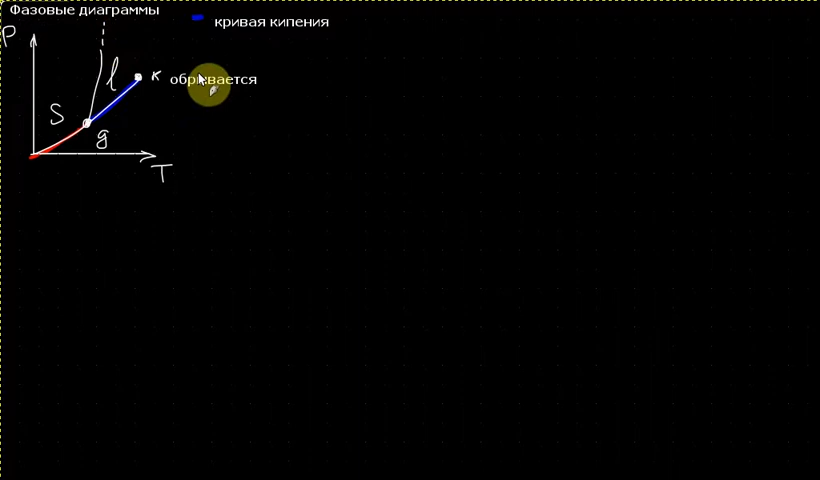 Фазовые диаграммы
кривая кипения
P
l
к обрывается
S
g
T